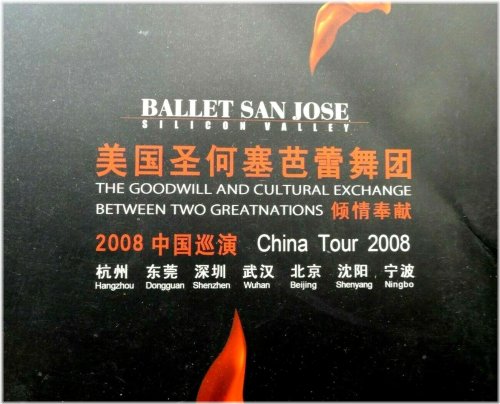 BALLET SAN JOSE
SILICON VALLEY
美国圣何塞芭蕾舞团
THE GOODWILL AND CULTURAL EXCHANGE
BETWEEN TWO GREATNATIONS 倾情奉献
2008 中国巡演 China Tour 2008
杭州 东莞 深圳 武汉 北京 沈阳 宁波
Hangzhou Dongguan Shenzhen Wuhan Beijing Shenyang Ningbo